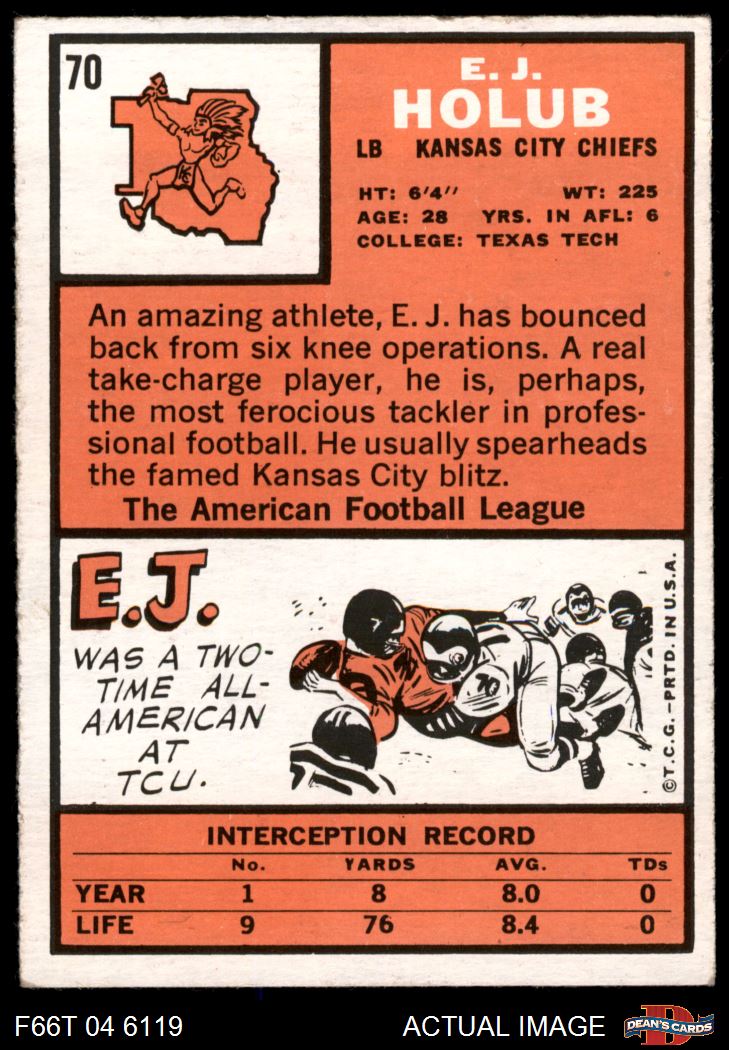 70
E. J.
HOLUB
LB KANSAS CITY CHIEFS
HT: 6'4" WT: 225
AGE: 28 YRS. IN AFL: 6
COLLEGE: TEXAS TECH
KC
An amazing athlete, E. J. has bounced
back from six knee operations. A real
take-charge player, he is, perhaps,
the most ferocious tackler in profes-
sional football. He usually spearheads
the famed Kansas City blitz.
The American Football League
E.J.
WAS A TWO-
TIME ALL-
AMERICAN
AT
TCU.
70
©T.C.G.–PRTD. IN U.S.A.
INTERCEPTION RECORD
No. YARDS AVG. TDs
YEAR 1 8 8.0 0
LIFE 9 76 8.4 0
F66T 04 6119 ACTUAL IMAGE
D
DEAN'S CARDS